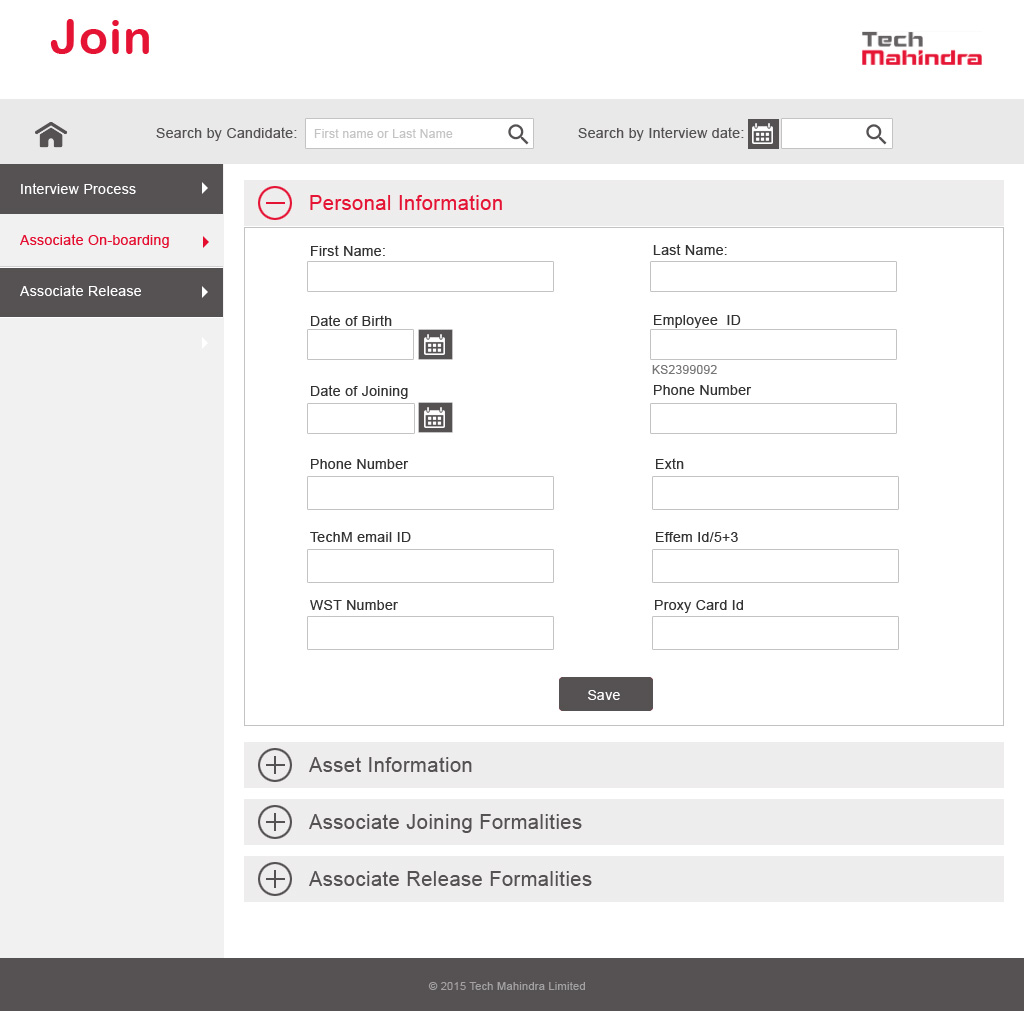 Join
Tech
Mahindra
Search by Candidate:
First name or Last Name
Search by Interview date:
Interview Process
Associate On-boarding
Associate Release
Personal Information
First Name:
Last Name:
Date of Birth
Employee  ID
KS2399092
Date of Joining
Phone Number
Phone Number
Extn
TechM email ID
Effem Id/5+3
WST Number
Proxy Card Id
Save
Asset Information
Associate Joining Formalities
Associate Release Formalities
© 2015 Tech Mahindra Limited